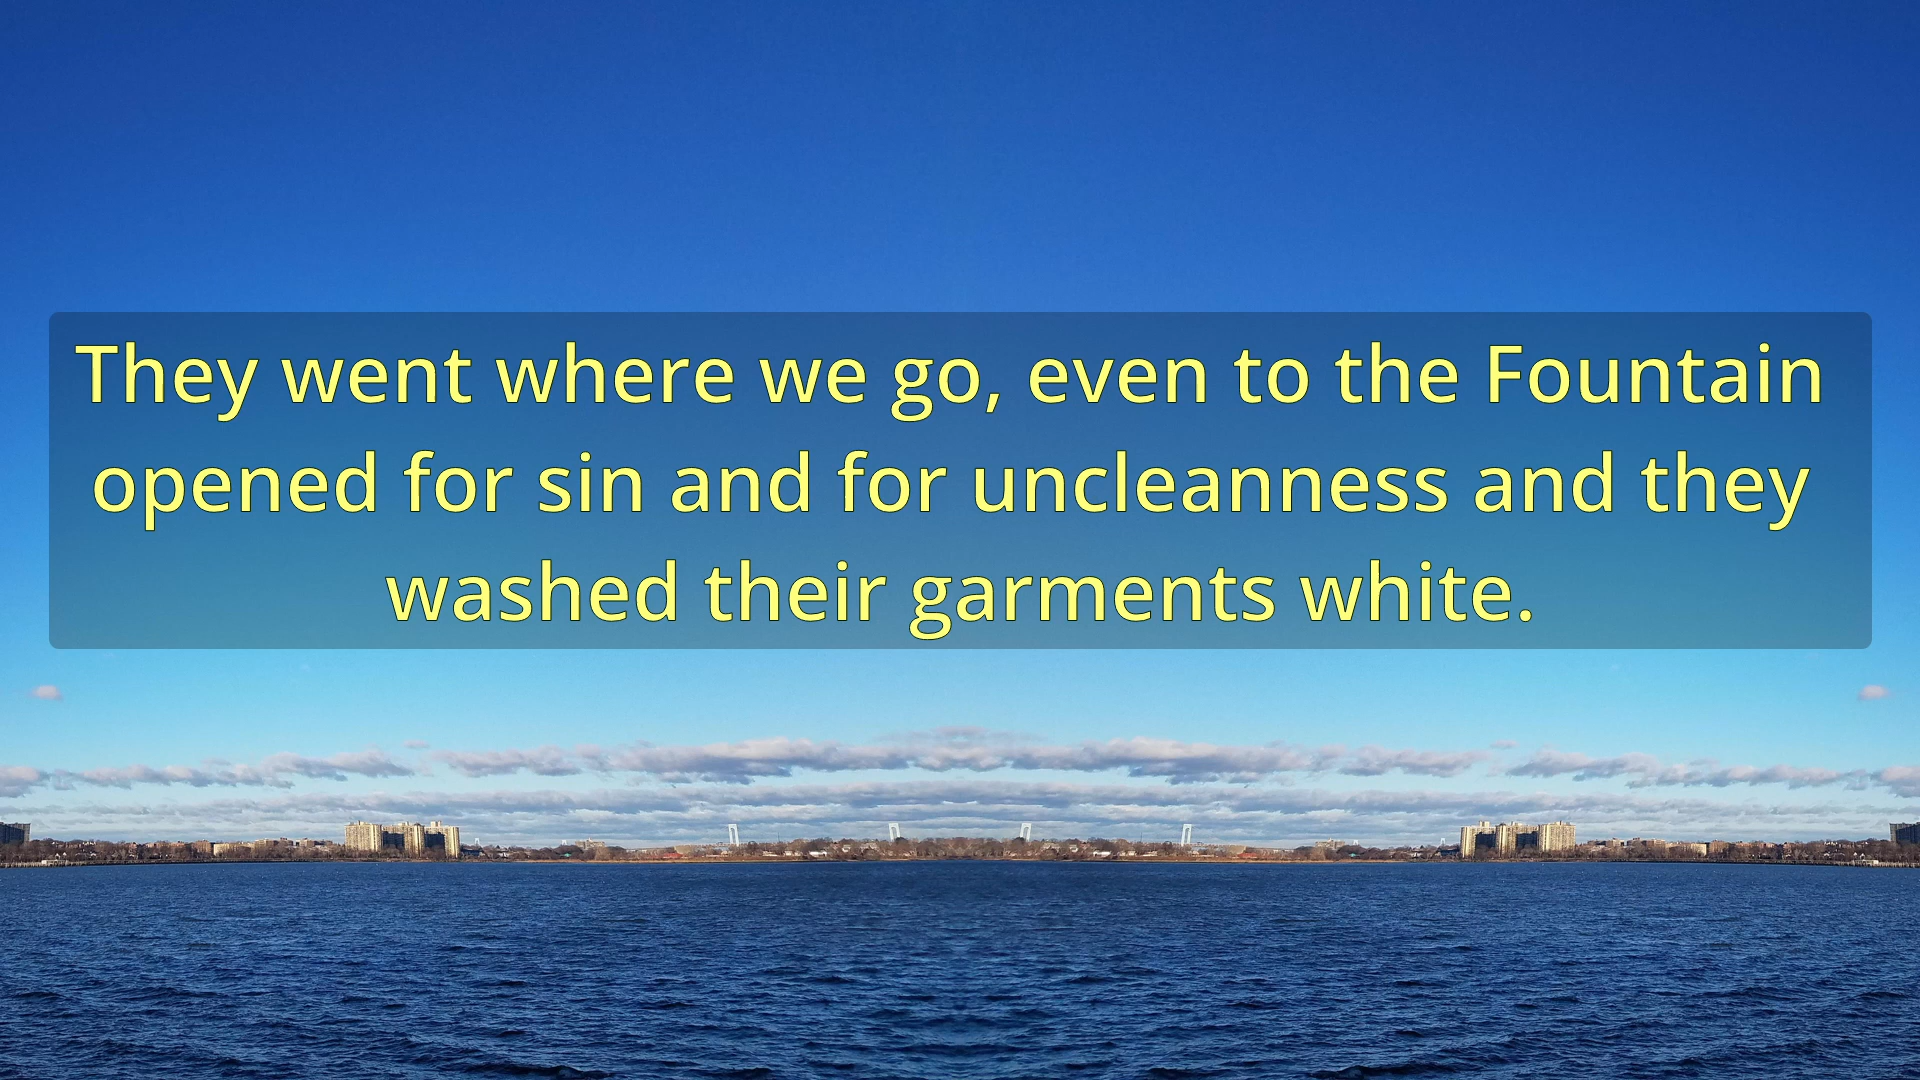 They went where we go, even to the Fountain
opened for sin and for uncleanness and they
washed their garments white.